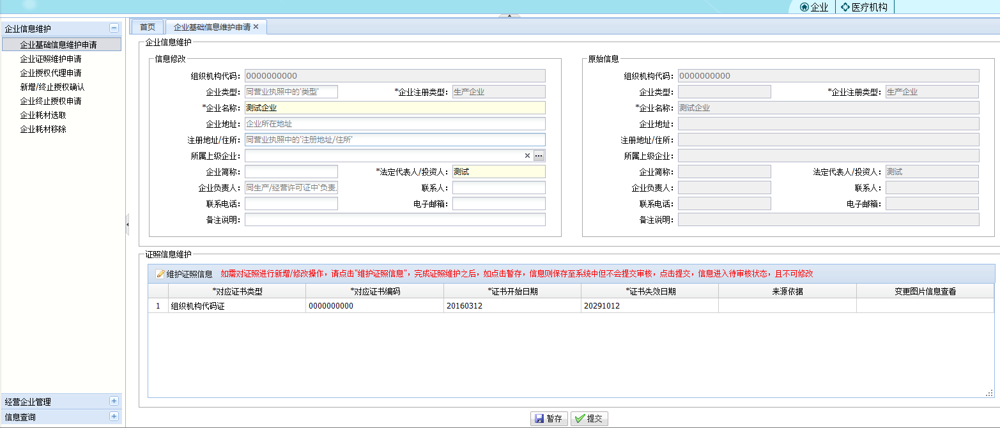 企业 医疗机构
企业信息维护
企业基础信息维护申请
企业证照维护申请
企业授权代理申请
新增/终止授权确认
企业终止授权申请
企业耗材选取
企业耗材移除
经营企业管理
信息查询
首页 企业基础信息维护申请
企业信息维护
信息修改
组织机构代码： 0000000000
企业类型： 同营业执照中的'类型' *企业注册类型： 生产企业
*企业名称： 测试企业
企业地址： 企业所在地址
注册地址/住所： 同营业执照中的'注册地址/住所'
所属上级企业：
企业简称： *法定代表人/投资人： 测试
企业负责人： 同生产/经营许可证中'负责. 联系人：
联系电话： 电子邮箱：
备注说明：
原始信息
组织机构代码： 0000000000
企业类型： *企业注册类型： 生产企业
*企业名称： 测试企业
企业地址：
注册地址/住所：
所属上级企业：
企业简称： 法定代表人/投资人： 测试
企业负责人： 联系人：
联系电话： 电子邮箱：
备注说明：
证照信息维护
维护证照信息 如需对证照进行新增/修改操作，请点击"维护证照信息"，完成证照维护之后，如点击暂存，信息则保存至系统中但不会提交审核，点击提交，信息进入待审核状态，且不可修改
*对应证书类型 *对应证书编码 *证书开始日期 *证书失效日期 来源依据 变更图片信息查看
1 组织机构代码证 0000000000 20160312 20291012
暂存 提交